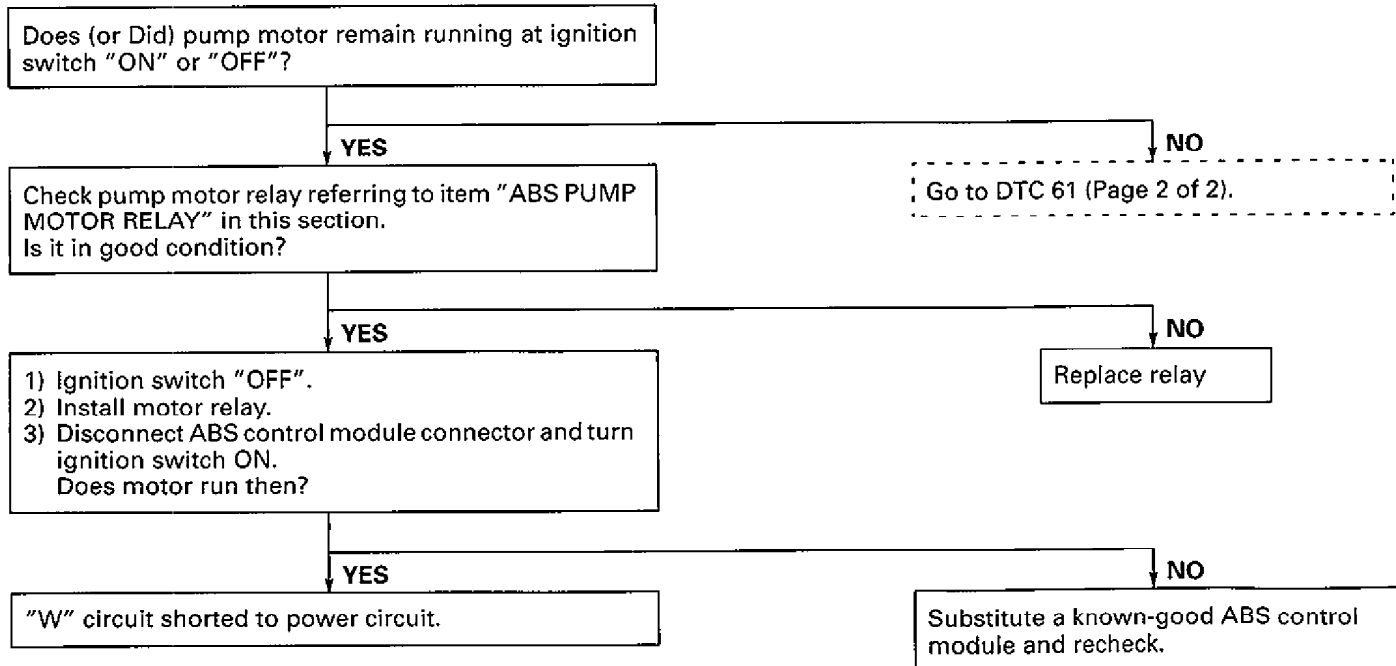 Does (or Did) pump motor remain running at ignition
switch "ON" or "OFF"?
YES
NO
Check pump motor relay referring to item "ABS PUMP
MOTOR RELAY" in this section.
Is it in good condition?
Go to DTC 61 (Page 2 of 2).
YES
NO
1) Ignition switch "OFF".
2) Install motor relay.
3) Disconnect ABS control module connector and turn
ignition switch ON.
Does motor run then?
Replace relay
YES
NO
"W" circuit shorted to power circuit.
Substitute a known-good ABS control
module and recheck.